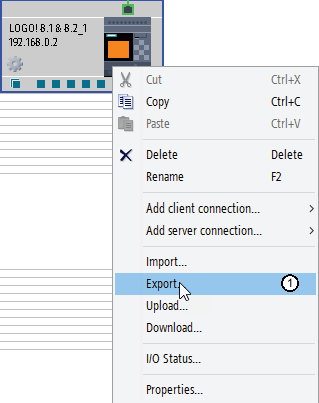 LOGO! 8.1 & 8.2_1
192.168.0.2
Cut Ctrl+X
Copy Ctrl+C
Paste Ctrl+V
Delete Delete
Rename F2
Add client connection... >
Add server connection... >
Import...
Export... 1
Upload...
Download...
I/O Status...
Properties...